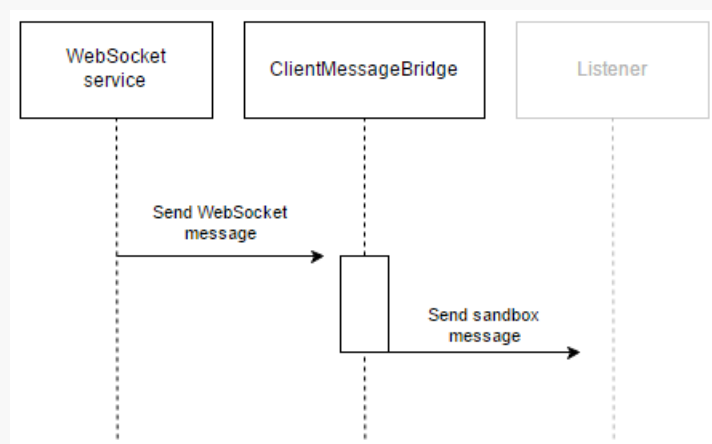 WebSocket
service
ClientMessageBridge
Listener
Send WebSocket
message
Send sandbox
message